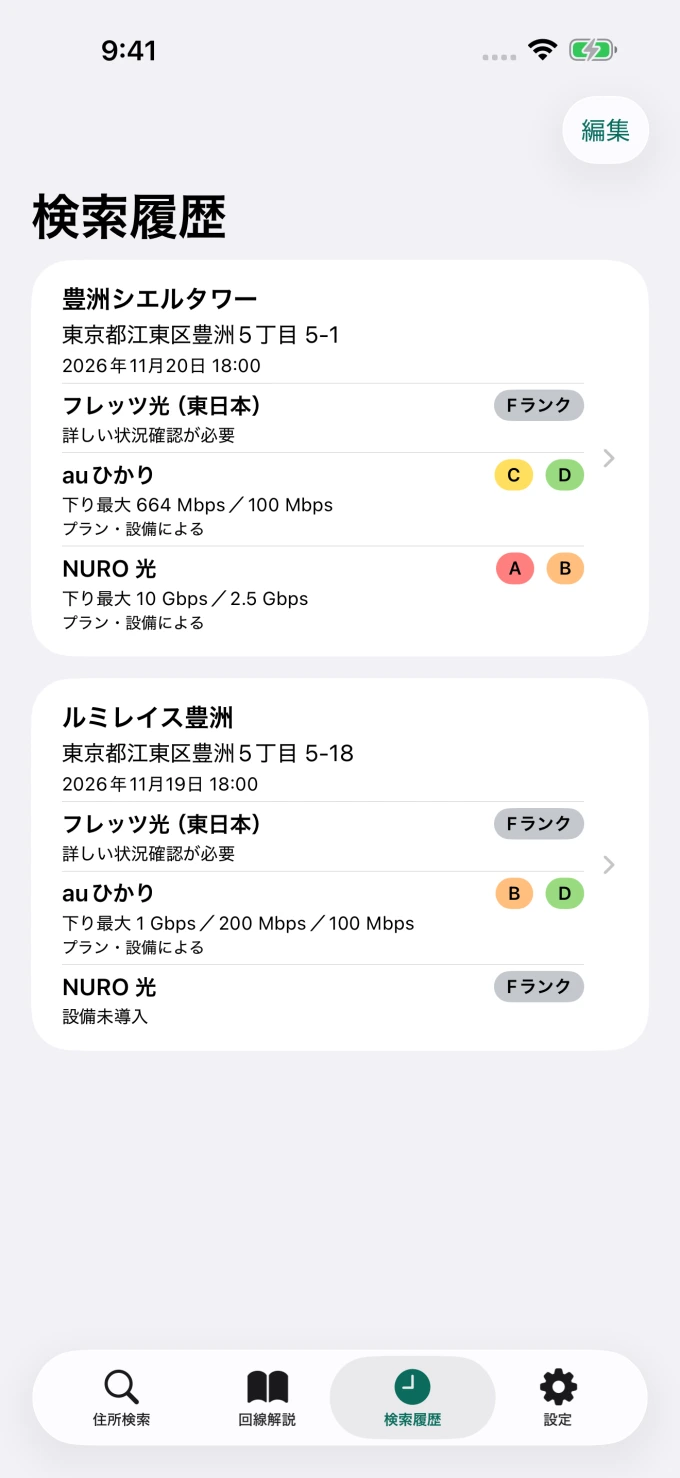 9:41
編集
検索履歴
豊洲シエルタワー
東京都江東区豊洲5丁目 5-1
2026年11月20日 18:00
フレッツ光（東日本） Fランク
詳しい状況確認が必要
auひかり C D
下り最大 664 Mbps／100 Mbps
プラン・設備による
NURO 光 A B
下り最大 10 Gbps／2.5 Gbps
プラン・設備による
ルミレイス豊洲
東京都江東区豊洲5丁目 5-18
2026年11月19日 18:00
フレッツ光（東日本） Fランク
詳しい状況確認が必要
auひかり B D
下り最大 1 Gbps／200 Mbps／100 Mbps
プラン・設備による
NURO 光 Fランク
設備未導入
住所検索 回線解説 検索履歴 設定